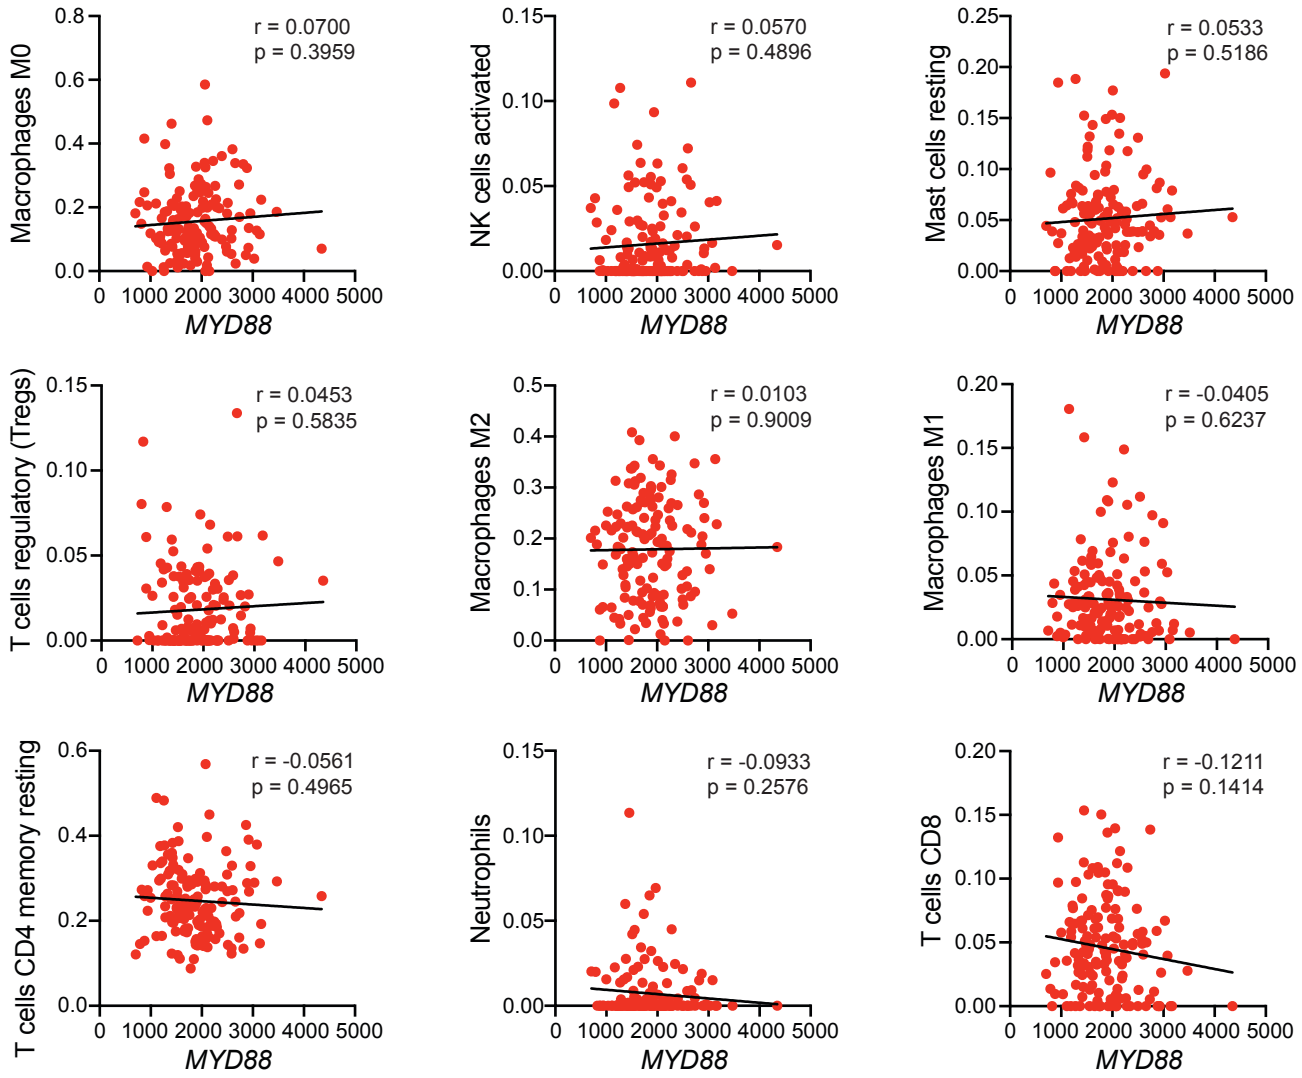 Macrophages M0
0.8
0.6
0.4
0.2
0.0
r = 0.0700
p = 0.3959
0 1000 2000 3000 4000 5000
MYD88
NK cells activated
0.15
0.10
0.05
0.00
r = 0.0570
p = 0.4896
0 1000 2000 3000 4000 5000
MYD88
Mast cells resting
0.25
0.20
0.15
0.10
0.05
0.00
r = 0.0533
p = 0.5186
0 1000 2000 3000 4000 5000
MYD88
T cells regulatory (Tregs)
0.15
0.10
0.05
0.00
r = 0.0453
p = 0.5835
0 1000 2000 3000 4000 5000
MYD88
Macrophages M2
0.5
0.4
0.3
0.2
0.1
0.0
r = 0.0103
p = 0.9009
0 1000 2000 3000 4000 5000
MYD88
Macrophages M1
0.20
0.15
0.10
0.05
0.00
r = -0.0405
p = 0.6237
0 1000 2000 3000 4000 5000
MYD88
T cells CD4 memory resting
0.6
0.4
0.2
0.0
r = -0.0561
p = 0.4965
0 1000 2000 3000 4000 5000
MYD88
Neutrophils
0.15
0.10
0.05
0.00
r = -0.0933
p = 0.2576
0 1000 2000 3000 4000 5000
MYD88
T cells CD8
0.20
0.15
0.10
0.05
0.00
r = -0.1211
p = 0.1414
0 1000 2000 3000 4000 5000
MYD88